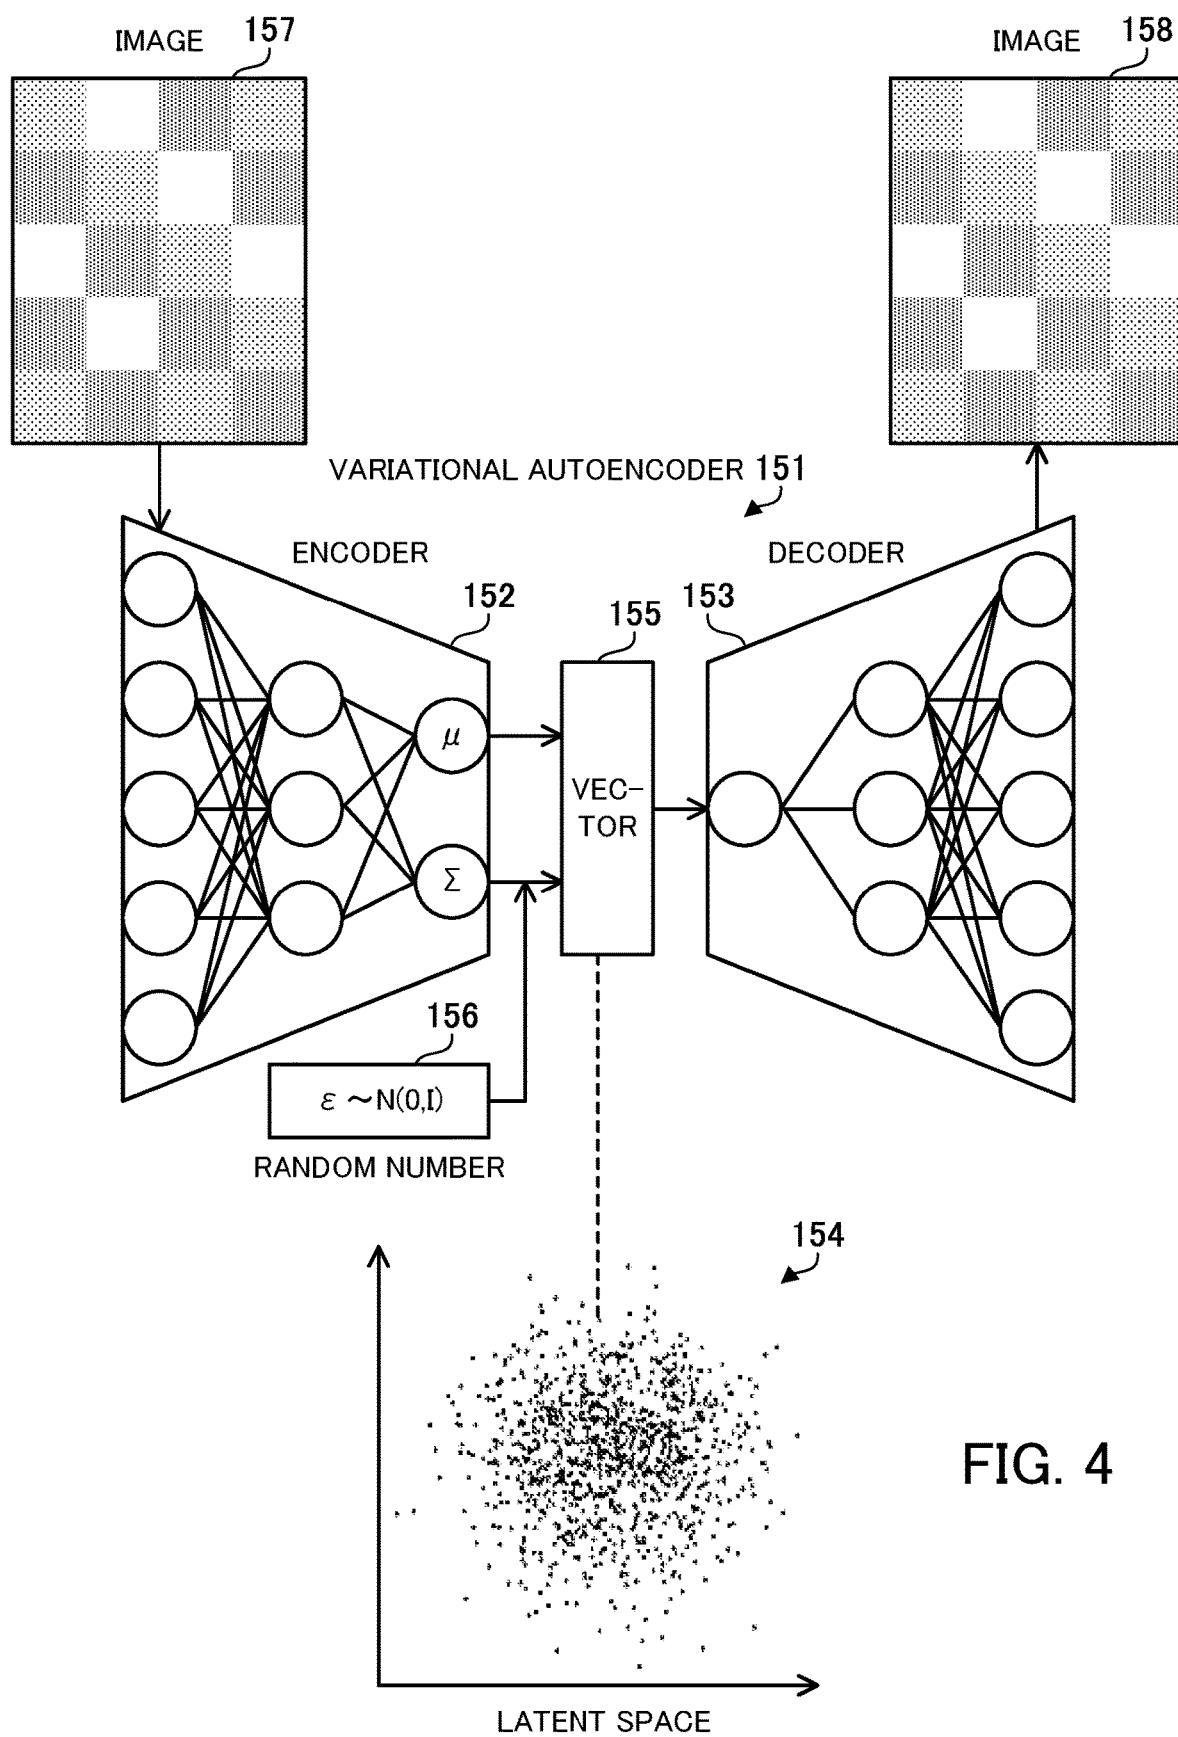 IMAGE 157
IMAGE 158
VARIATIONAL AUTOENCODER 151
ENCODER
DECODER
152
155
153
μ
VEC-
TOR
Σ
156
ε ～N(0,I)
RANDOM NUMBER
154
FIG. 4
LATENT SPACE